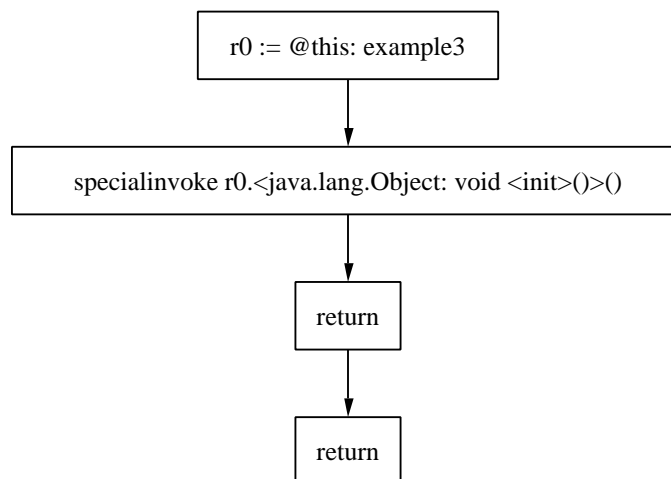 r0 := @this: example3
specialinvoke r0.<java.lang.Object: void <init>()>()
return
return